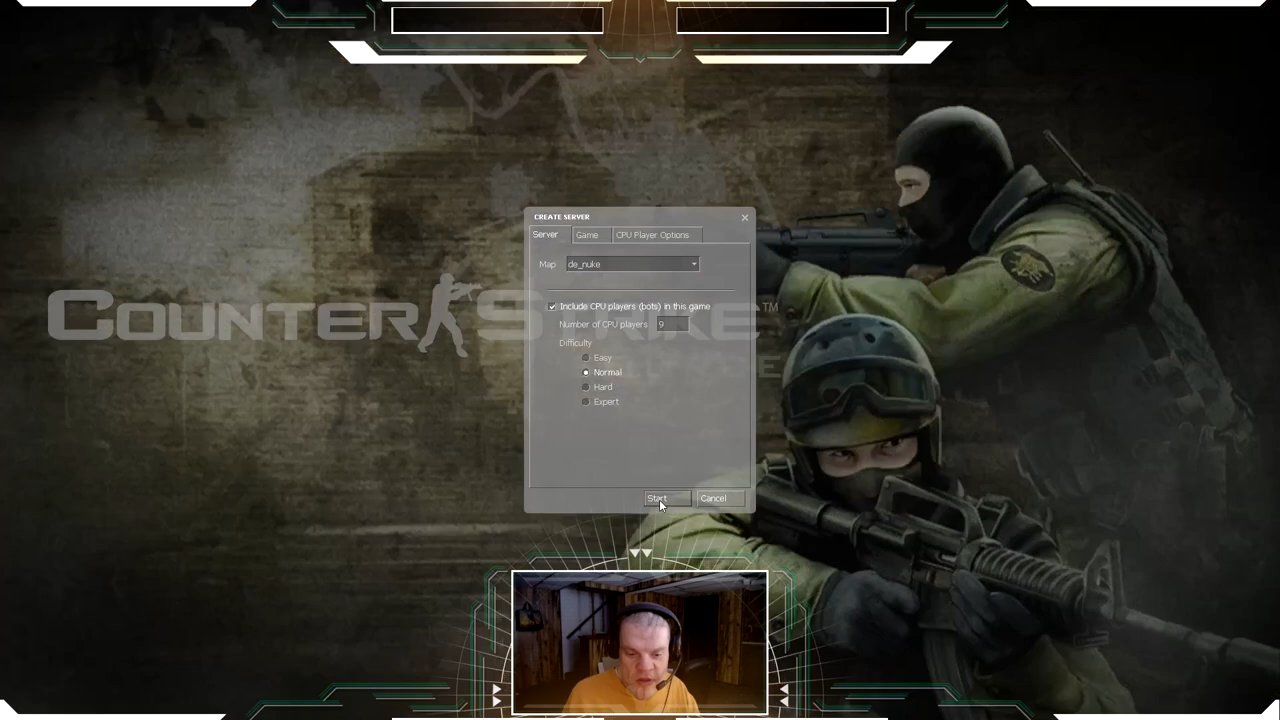 CREATE SERVER
Server Game CPU Player Options
Map: de_nuke
Include CPU players (bots) in this game
Number of CPU players 9
Difficulty
Easy
Normal
Hard
Expert
Start Cancel
COUNTER STRIKE™